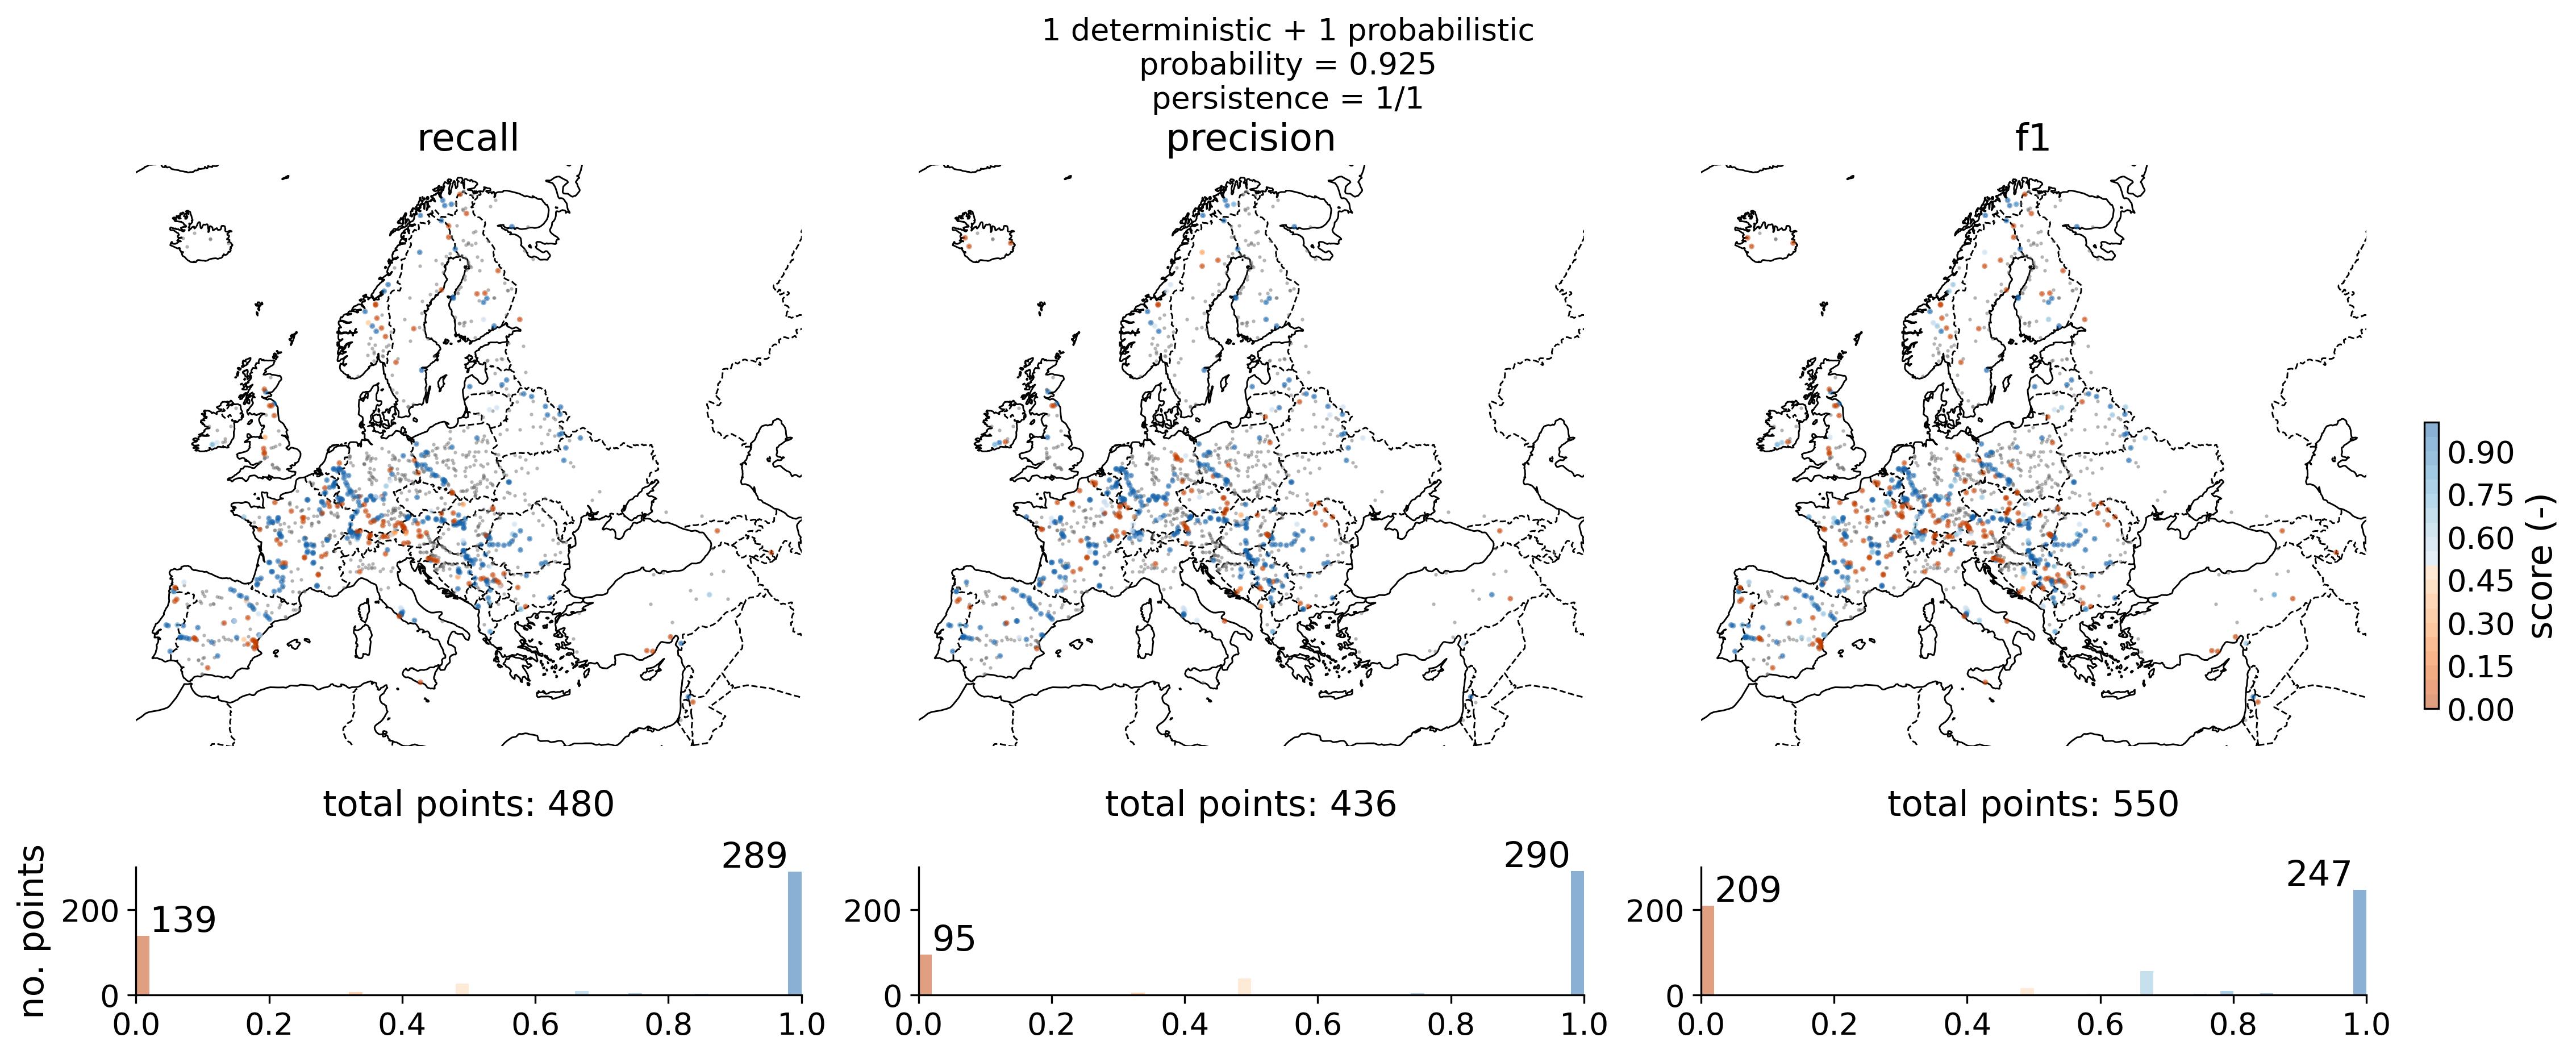 1 deterministic + 1 probabilistic
probability = 0.925
persistence = 1/1
recall
precision
f1
0.90
0.75
0.60
0.45
0.30
0.15
0.00
score (-)
total points: 480
total points: 436
total points: 550
no. points
200
0
139
289
0.0 0.2 0.4 0.6 0.8 1.0
200
0
95
290
0.0 0.2 0.4 0.6 0.8 1.0
200
0
209
247
0.0 0.2 0.4 0.6 0.8 1.0